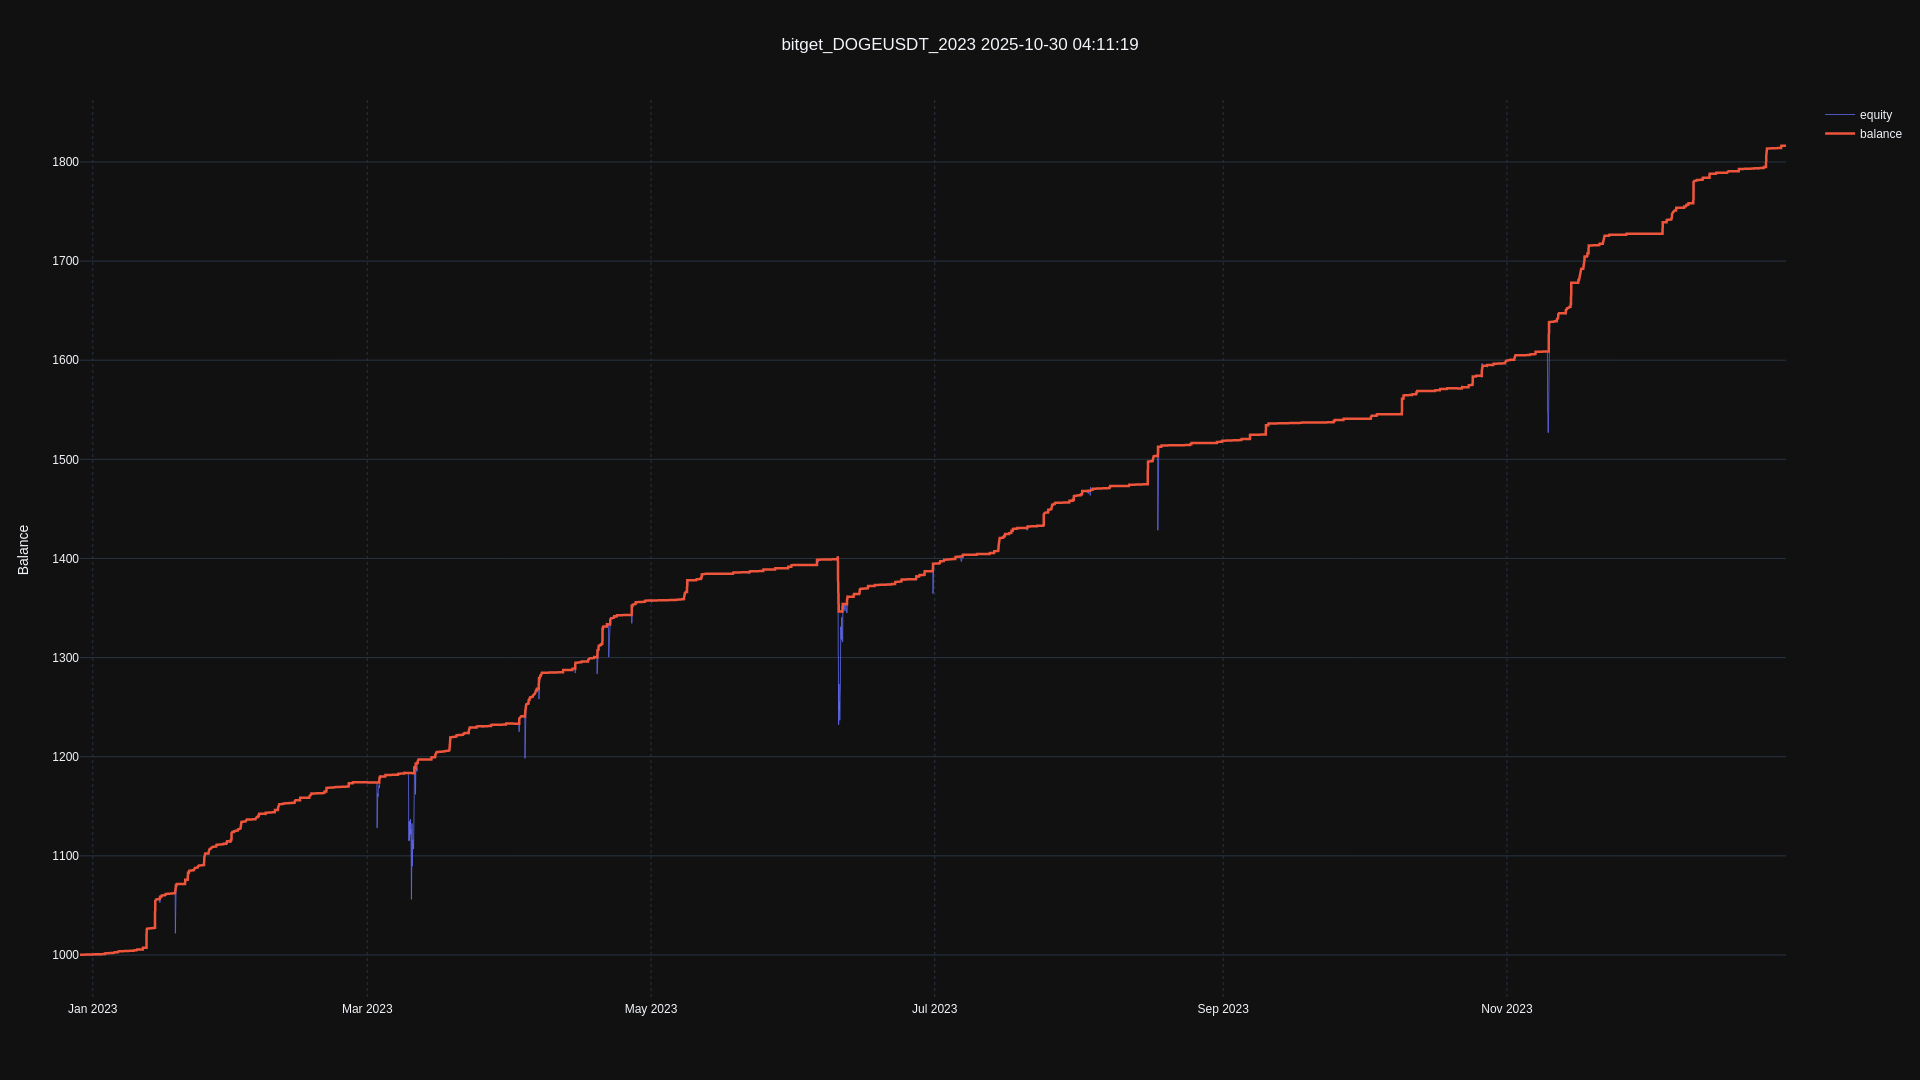 bitget_DOGEUSDT_2023 2025-10-30 04:11:19
equity
balance
Balance
1800
1700
1600
1500
1400
1300
1200
1100
1000
Jan 2023
Mar 2023
May 2023
Jul 2023
Sep 2023
Nov 2023